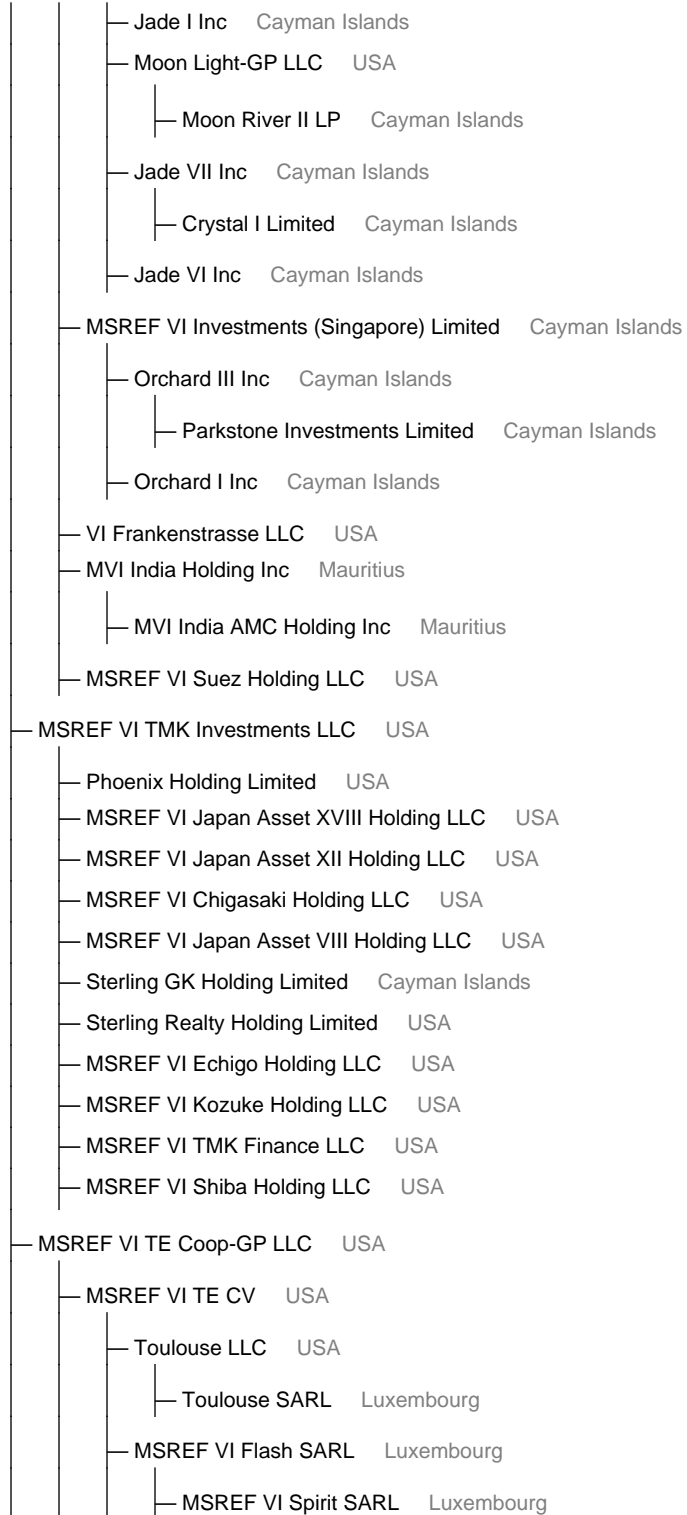 Jade I Inc Cayman Islands
Moon Light-GP LLC USA
Moon River II LP Cayman Islands
Jade VII Inc Cayman Islands
Crystal I Limited Cayman Islands
Jade VI Inc Cayman Islands
MSREF VI Investments (Singapore) Limited Cayman Islands
Orchard III Inc Cayman Islands
Parkstone Investments Limited Cayman Islands
Orchard I Inc Cayman Islands
VI Frankenstrasse LLC USA
MVI India Holding Inc Mauritius
MVI India AMC Holding Inc Mauritius
MSREF VI Suez Holding LLC USA
MSREF VI TMK Investments LLC USA
Phoenix Holding Limited USA
MSREF VI Japan Asset XVIII Holding LLC USA
MSREF VI Japan Asset XII Holding LLC USA
MSREF VI Chigasaki Holding LLC USA
MSREF VI Japan Asset VIII Holding LLC USA
Sterling GK Holding Limited Cayman Islands
Sterling Realty Holding Limited USA
MSREF VI Echigo Holding LLC USA
MSREF VI Kozuke Holding LLC USA
MSREF VI TMK Finance LLC USA
MSREF VI Shiba Holding LLC USA
MSREF VI TE Coop-GP LLC USA
MSREF VI TE CV USA
Toulouse LLC USA
Toulouse SARL Luxembourg
MSREF VI Flash SARL Luxembourg
MSREF VI Spirit SARL Luxembourg